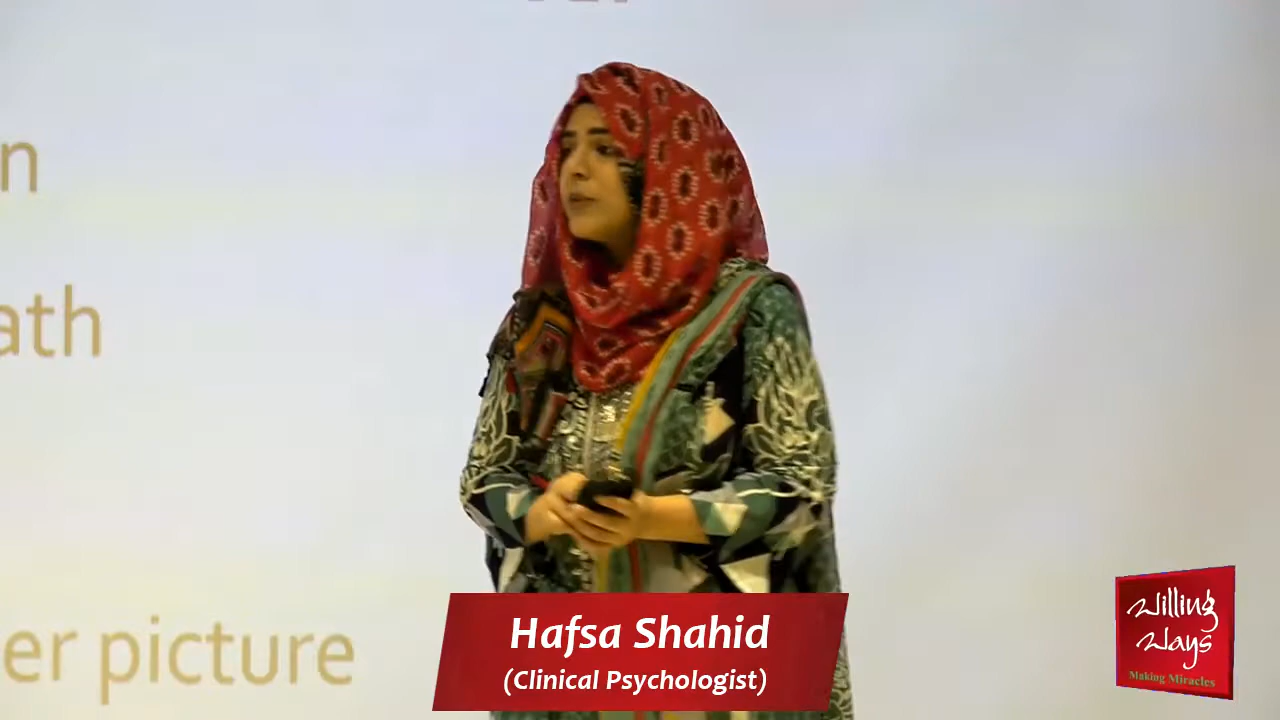 n
ath
er picture
Hafsa Shahid
(Clinical Psychologist)
Willing
Ways
Making Miracles